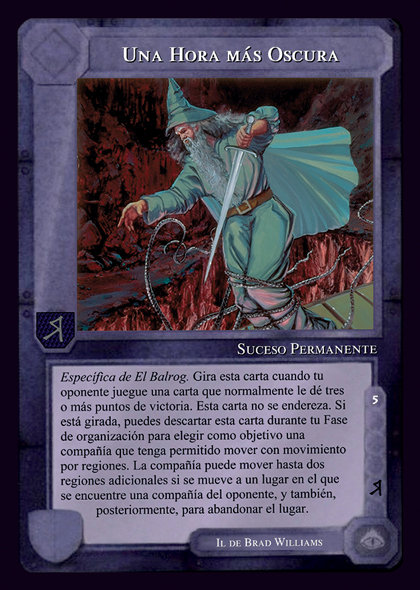 Una Hora más Oscura
Suceso Permanente
Específica de El Balrog. Gira esta carta cuando tu
oponente juegue una carta que normalmente le dé tres
o más puntos de victoria. Esta carta no se endereza. Si
está girada, puedes descartar esta carta durante tu Fase
de organización para elegir como objetivo una
compañía que tenga permitido mover con movimiento
por regiones. La compañía puede mover hasta dos
regiones adicionales si se mueve a un lugar en el que
se encuentre una compañía del oponente, y también,
posteriormente, para abandonar el lugar.
5
Il de Brad Williams